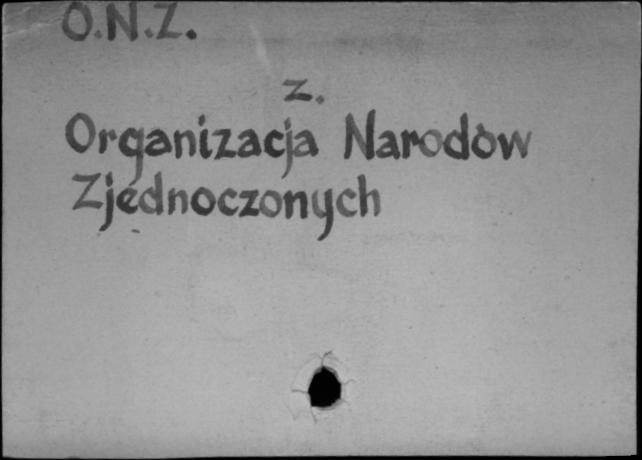 O.N.Z.
z.
Organizacja Narodów
Zjednoczonych